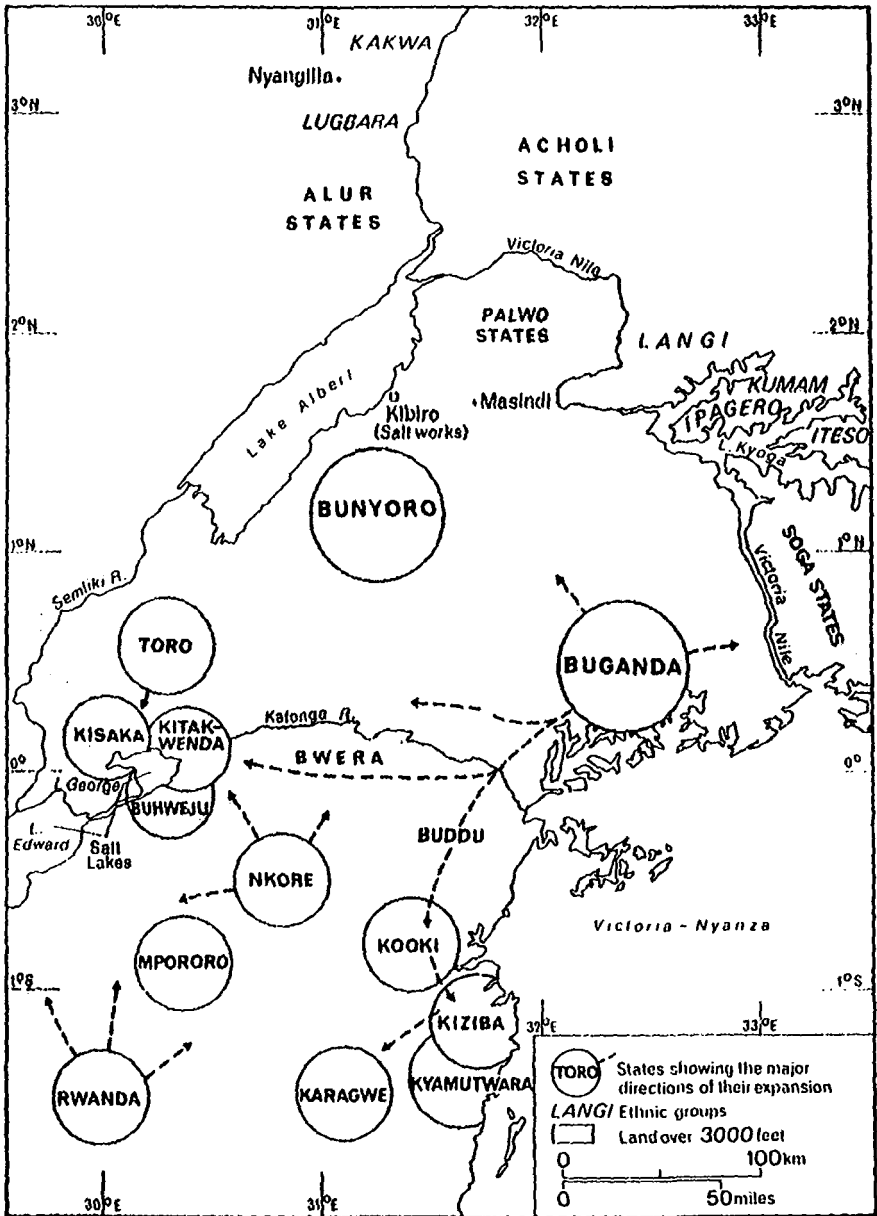 30°E 31°E 32°E 33°E
KAKWA
Nyangilla
3°N 3°N
LUGBARA
ACHOLI
STATES
ALUR
STATES
Victoria Nile
PALWO
STATES
2°N 2°N
LANGI
Lake Albert
KUMAM
Kibiro
(Salt works)
Masindi
IPAGERO
ITESO
L. Kyoga
BUNYORO
1°N 1°N
SOGA STATES
Victoria
Nile
Semliki R.
TORO
BUGANDA
KISAKA
KITAK-
WENDA
Katonga R.
BWERA
0° 0°
L. George
BUHWEJU
L.
Edward
Salt
Lakes
BUDDU
NKORE
Victoria - Nyanza
KOOKI
MPORORO
1°S 1°S
KIZIBA
32°E 33°E
RWANDA
KARAGWE
KYAMUTWARA
TORO
States showing the major
directions of their expansion
LANGI Ethnic groups
Land over 3000 feet
0 100km
0 50miles
30°E 31°E